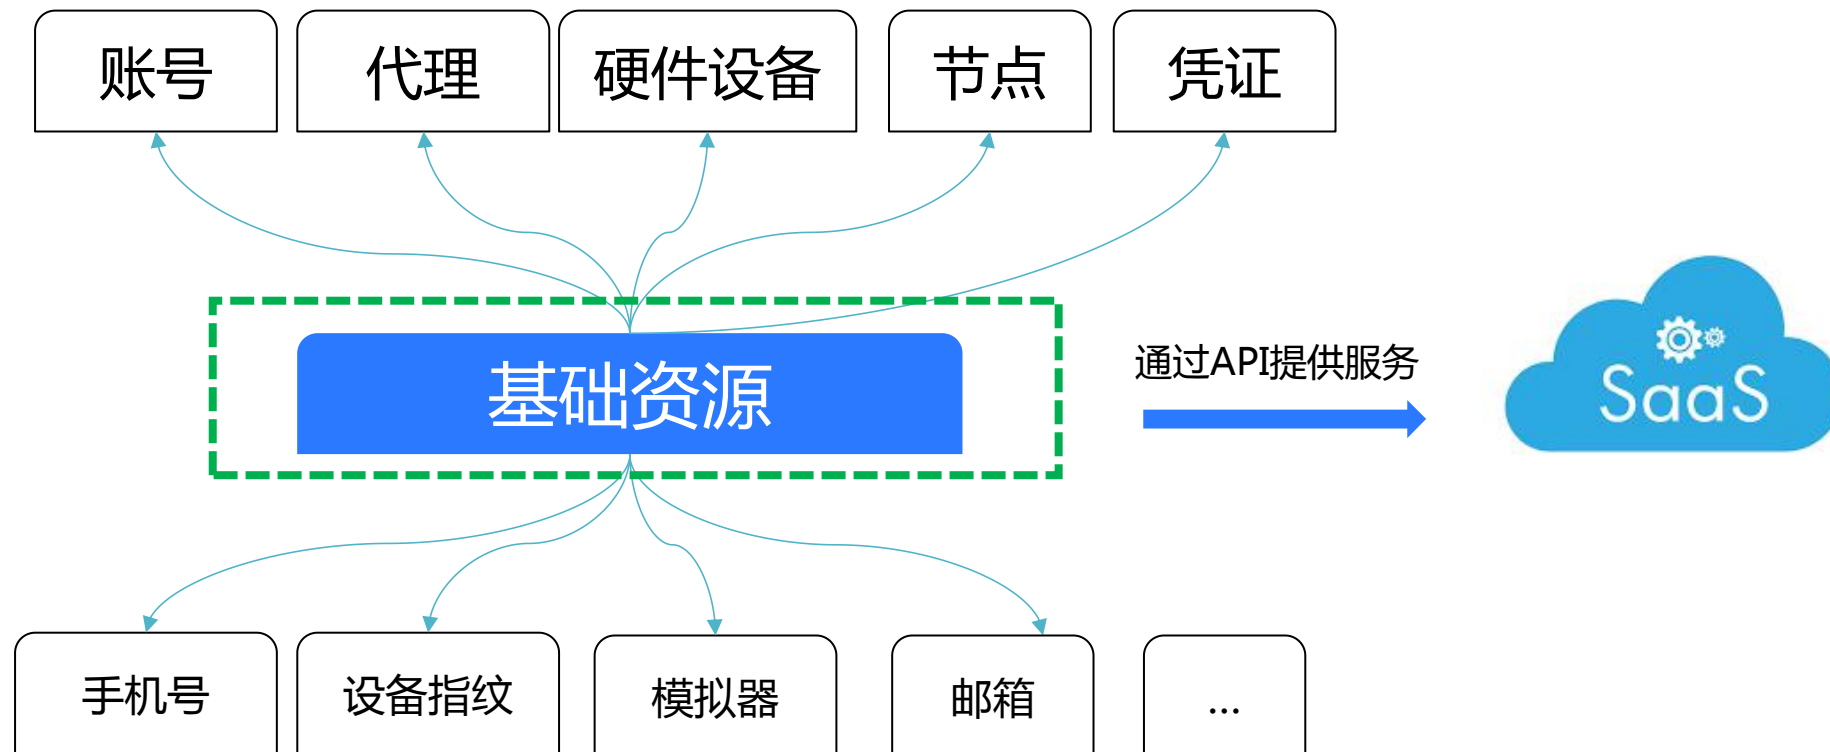 账号
代理
硬件设备
节点
凭证
基础资源
通过API提供服务
SaaS
手机号
设备指纹
模拟器
邮箱
...